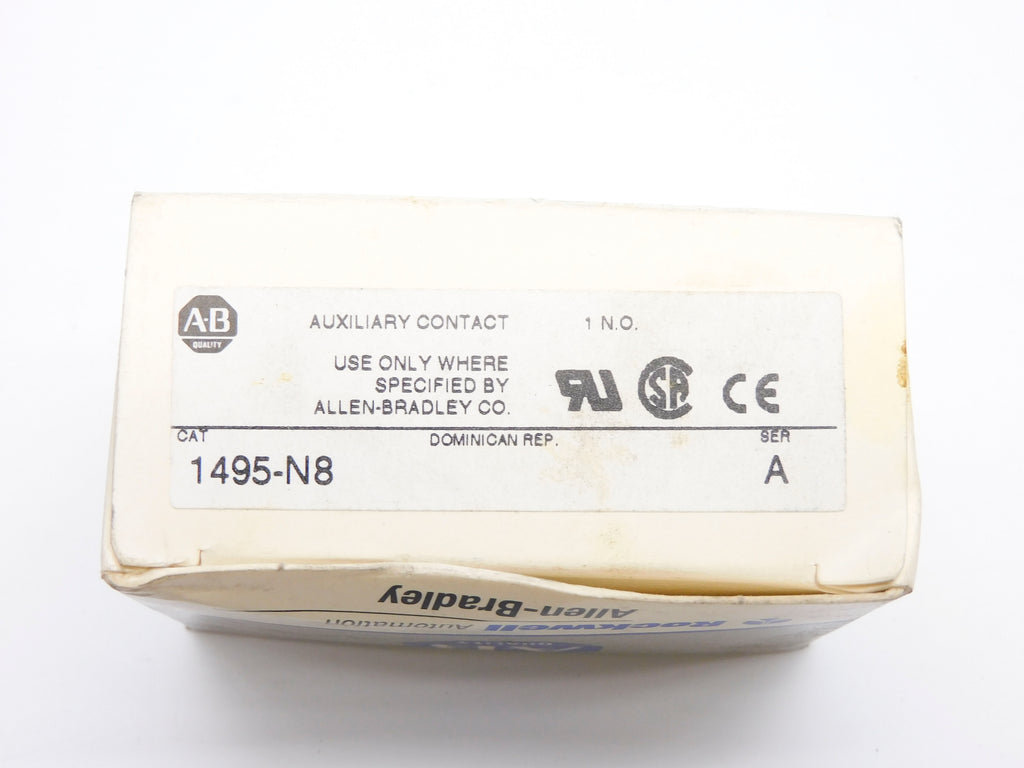 A-B
QUALITY
AUXILIARY CONTACT 1 N.O.
USE ONLY WHERE
SPECIFIED BY
ALLEN-BRADLEY CO.
CAT DOMINICAN REP. SER
1495-N8 A
Allen-Bradley
Rockwell Automation